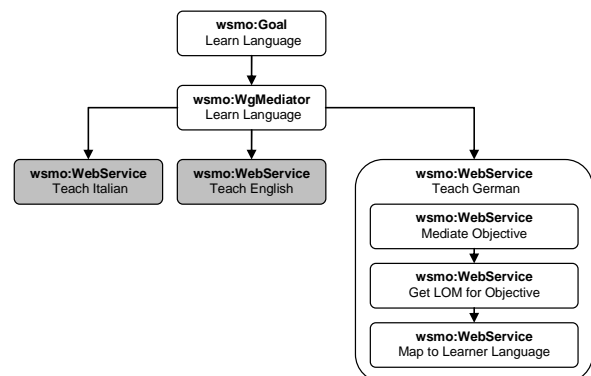 wsmo:Goal
Learn Language
wsmo:WgMediator
Learn Language
wsmo:WebService
Teach Italian
wsmo:WebService
Teach English
wsmo:WebService
Teach German
wsmo:WebService
Mediate Objective
wsmo:WebService
Get LOM for Objective
wsmo:WebService
Map to Learner Language